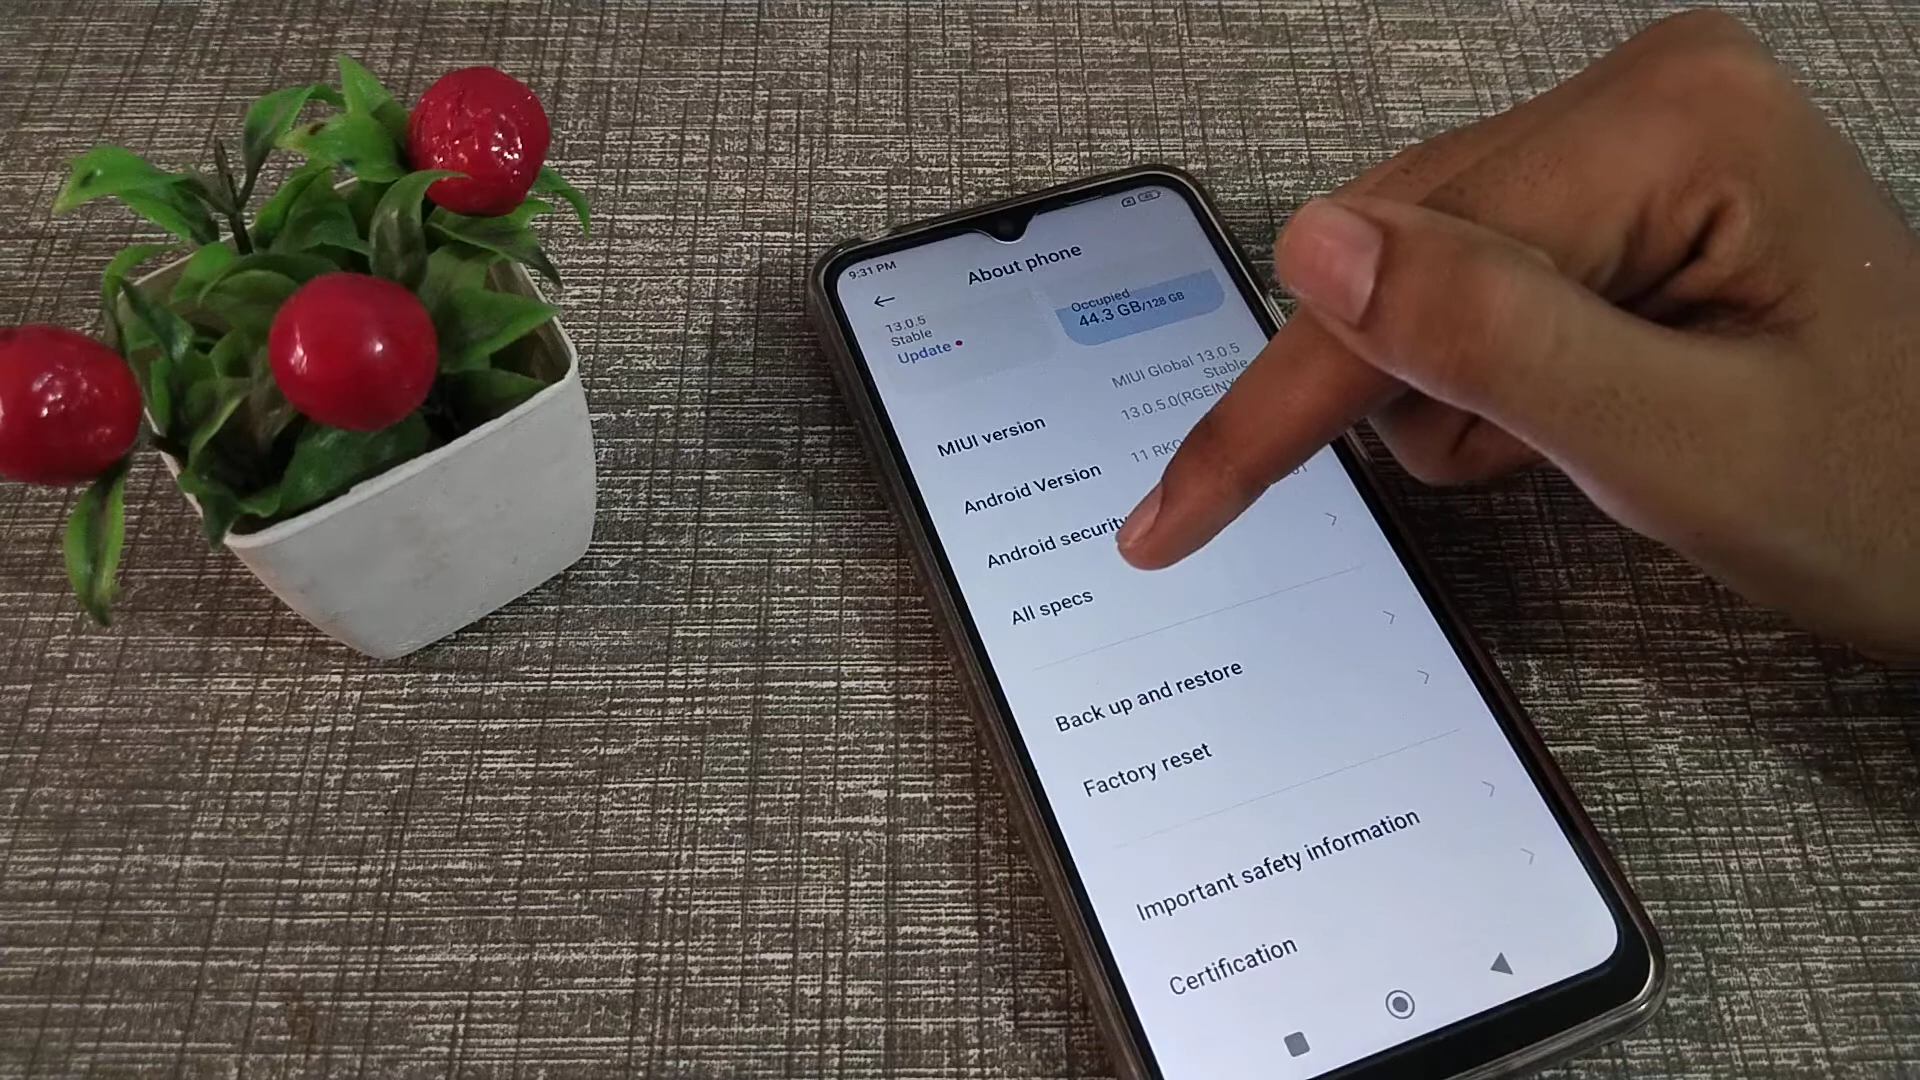 9:31 PM
About phone
13.0.5
Stable
Update
Occupied
44.3 GB/128 GB
MIUI version
MIUI Global 13.0.5
Stable
Android Version
Android security
All specs
Back up and restore
Factory reset
Important safety information
Certification